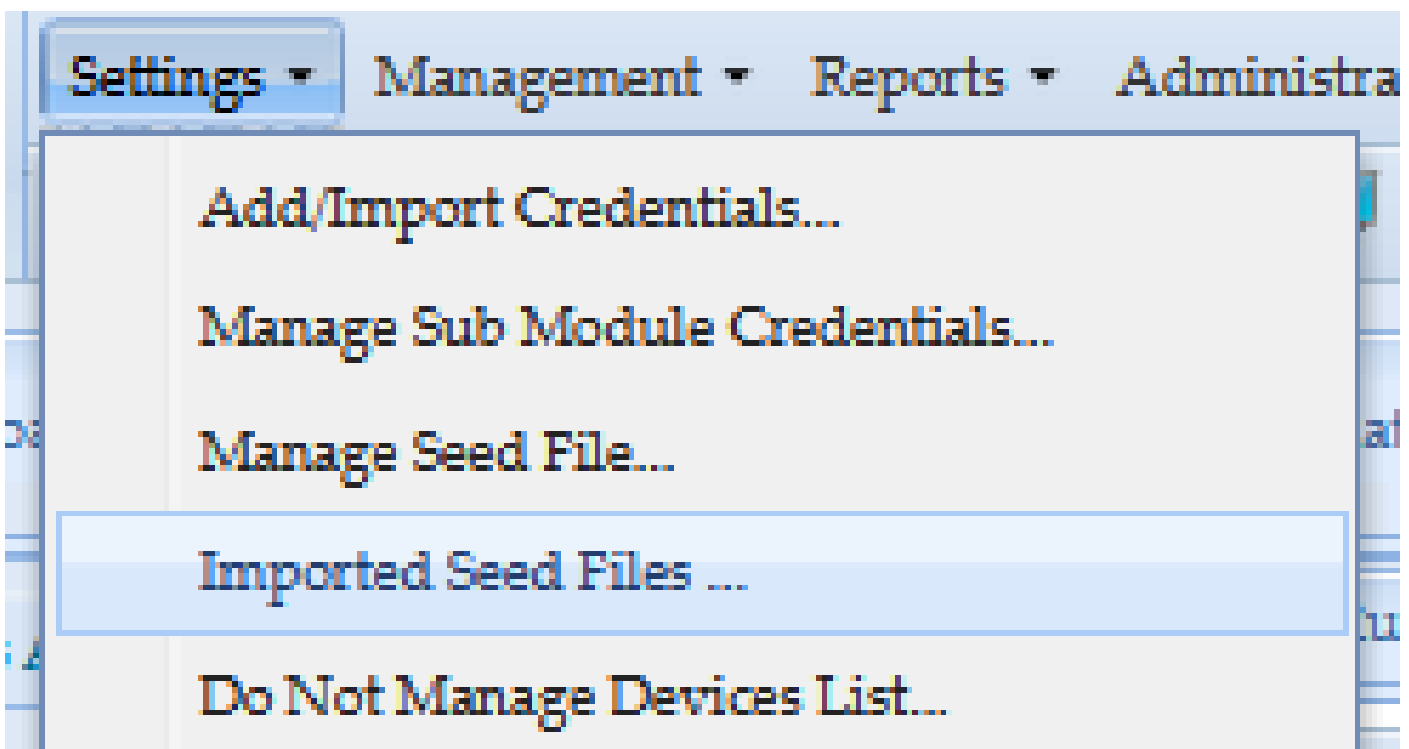 Settings Management Reports Administra
Add/Import Credentials...
Manage Sub Module Credentials...
Manage Seed File...
Imported Seed Files ...
Do Not Manage Devices List...